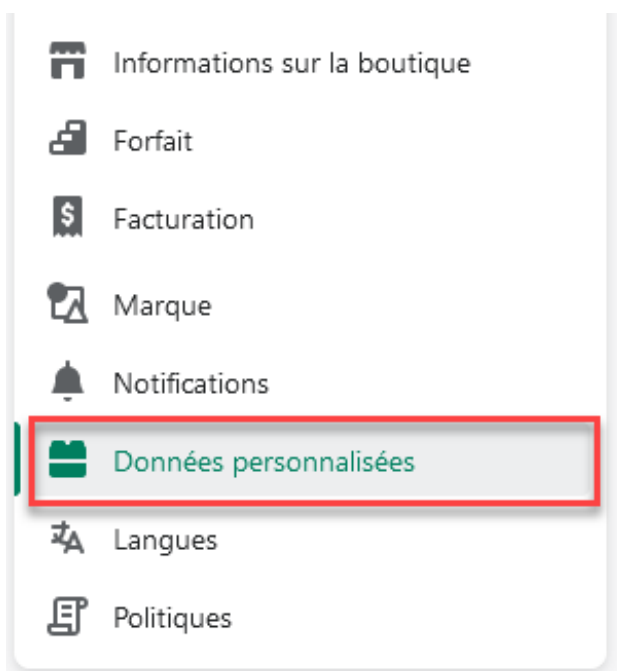 Informations sur la boutique
Forfait
Facturation
Marque
Notifications
Données personnalisées
Langues
Politiques